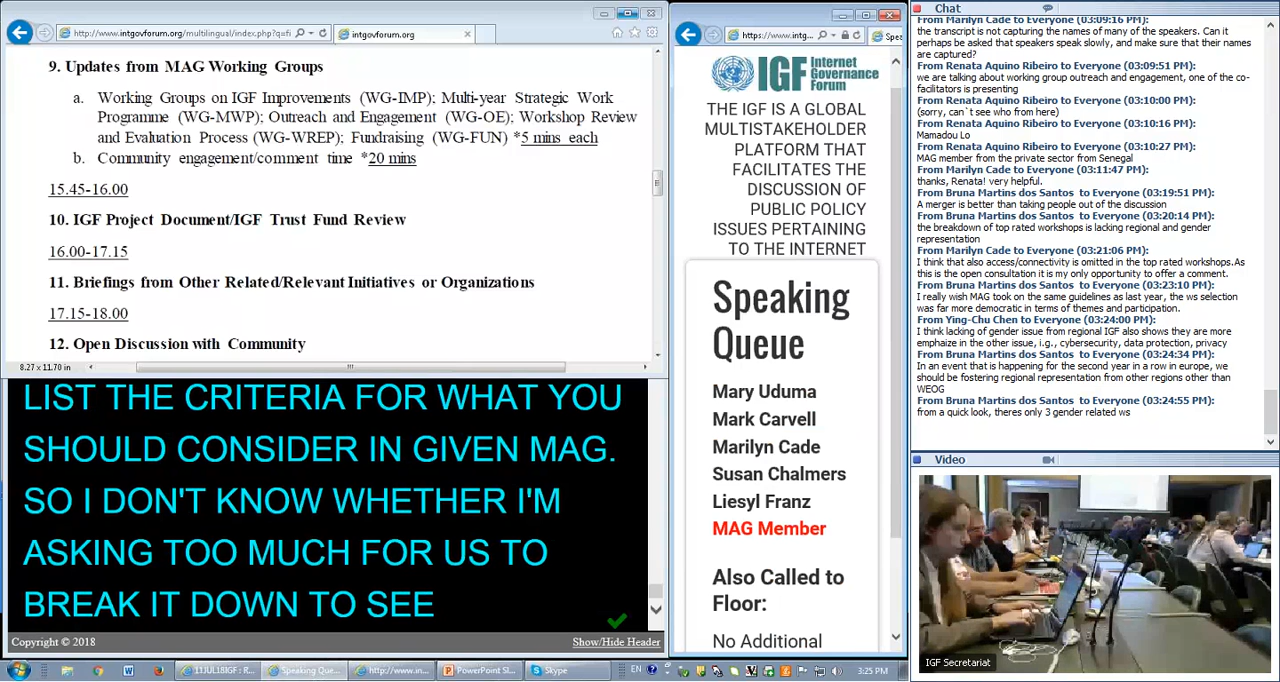 http://www.intgovforum.org/multilingual/index.php?q=fi
intgovforum.org
9. Updates from MAG Working Groups
a. Working Groups on IGF Improvements (WG-IMP); Multi-year Strategic Work
Programme (WG-MWP); Outreach and Engagement (WG-OE); Workshop Review
and Evaluation Process (WG-WREP); Fundraising (WG-FUN) *5 mins each
b. Community engagement/comment time *20 mins
15.45-16.00
10. IGF Project Document/IGF Trust Fund Review
16.00-17.15
11. Briefings from Other Related/Relevant Initiatives or Organizations
17.15-18.00
12. Open Discussion with Community
8.27 x 11.70 in
LIST THE CRITERIA FOR WHAT YOU
SHOULD CONSIDER IN GIVEN MAG.
SO I DON'T KNOW WHETHER I'M
ASKING TOO MUCH FOR US TO
BREAK IT DOWN TO SEE
Copyright © 2018
Show/Hide Header
https://www.intg...
Spe
IGF Internet
Governance
Forum
THE IGF IS A GLOBAL
MULTISTAKEHOLDER
PLATFORM THAT
FACILITATES THE
DISCUSSION OF
PUBLIC POLICY
ISSUES PERTAINING
TO THE INTERNET
Speaking
Queue
Mary Uduma
Mark Carvell
Marilyn Cade
Susan Chalmers
Liesyl Franz
MAG Member
Also Called to
Floor:
No Additional
Chat
From Marilyn Cade to Everyone (03:09:16 PM):
the transcript is not capturing the names of many of the speakers. Can it
perhaps be asked that speakers speak slowly, and make sure that their names
are captured?
From Renata Aquino Ribeiro to Everyone (03:09:51 PM):
we are talking about working group outreach and engagement, one of the co-
facilitators is presenting
From Renata Aquino Ribeiro to Everyone (03:10:00 PM):
(sorry, can`t see who from here)
From Renata Aquino Ribeiro to Everyone (03:10:16 PM):
Mamadou Lo
From Renata Aquino Ribeiro to Everyone (03:10:27 PM):
MAG member from the private sector from Senegal
From Marilyn Cade to Everyone (03:11:47 PM):
thanks, Renata! very helpful.
From Bruna Martins dos Santos to Everyone (03:19:51 PM):
A merger is better than taking people out of the discussion
From Bruna Martins dos Santos to Everyone (03:20:14 PM):
the breakdown of top rated workshops is lacking regional and gender
representation
From Marilyn Cade to Everyone (03:21:06 PM):
I think that also access/connectivity is omitted in the top rated workshops.As
this is the open consultation it is my only opportunity to offer a comment.
From Bruna Martins dos Santos to Everyone (03:23:10 PM):
I really wish MAG took on the same guidelines as last year, the ws selection
was far more democratic in terms of themes and participation.
From Ying-Chu Chen to Everyone (03:24:00 PM):
I think lacking of gender issue from regional IGF also shows they are more
emphaize in the other issue, i.g., cybersecurity, data protection, privacy
From Bruna Martins dos Santos to Everyone (03:24:34 PM):
In an event that is happening for the second year in a row in europe, we
should be fostering regional representation from other regions other than
WEOG
From Bruna Martins dos Santos to Everyone (03:24:55 PM):
from a quick look, theres only 3 gender related ws
Video
IGF Secretariat
11JUL18IGF : R...
Speaking Que...
http://www.in...
PowerPoint Sl...
Skype
EN
3:25 PM